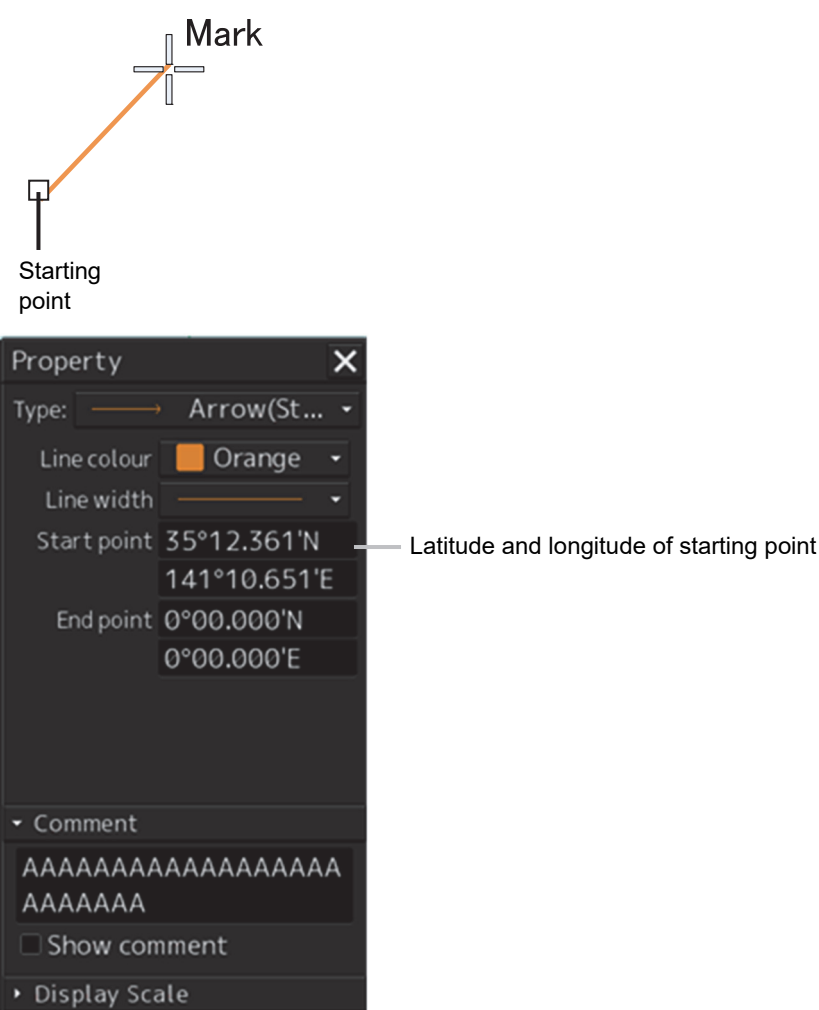 Mark
Starting
point
Property
Type: Arrow(St...
Line colour Orange
Line width
Start point 35°12.361'N
Latitude and longitude of starting point
141°10.651'E
End point 0°00.000'N
0°00.000'E
Comment
AAAAAAAAAAAAAAAAAA
AAAAAAA
Show comment
Display Scale